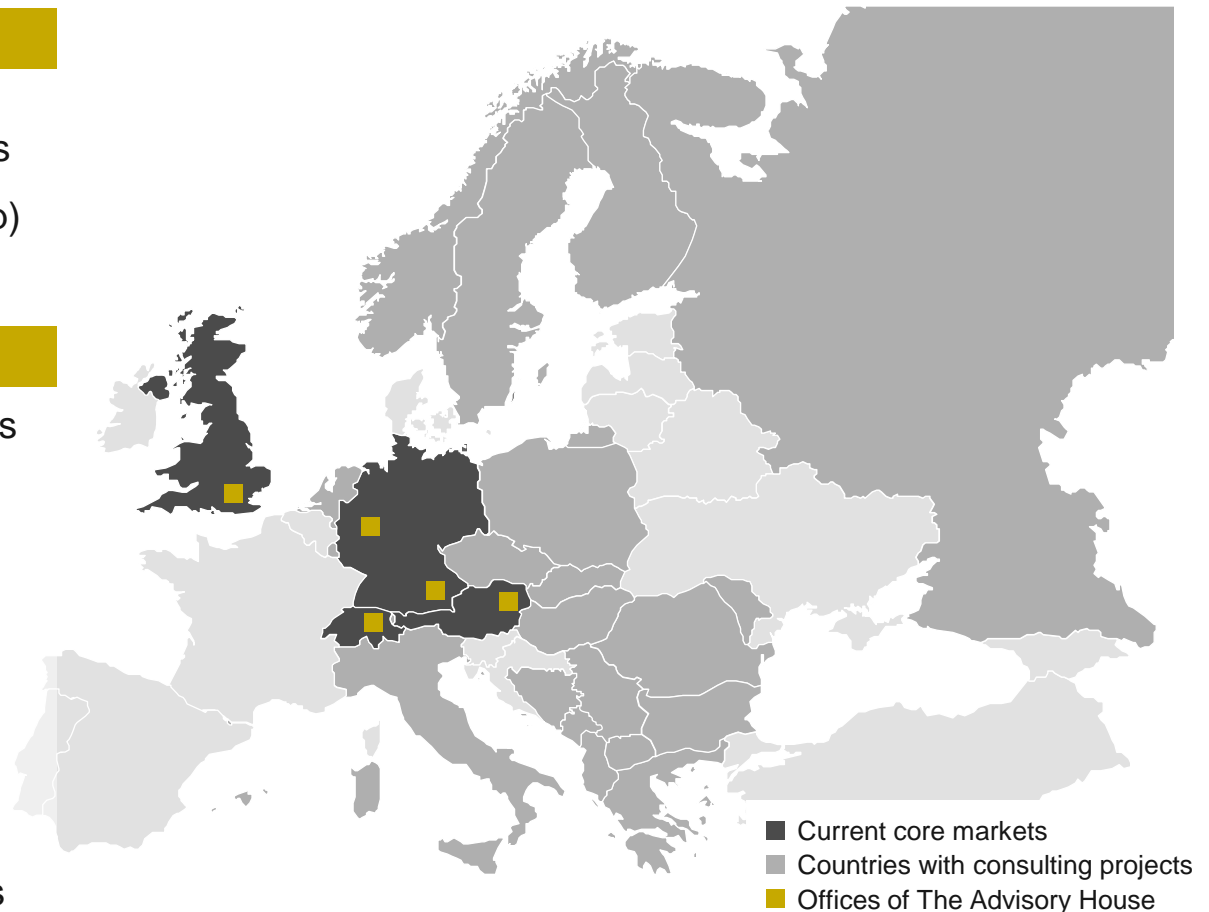 s
o)
s
s
Current core markets
Countries with consulting projects
Offices of The Advisory House